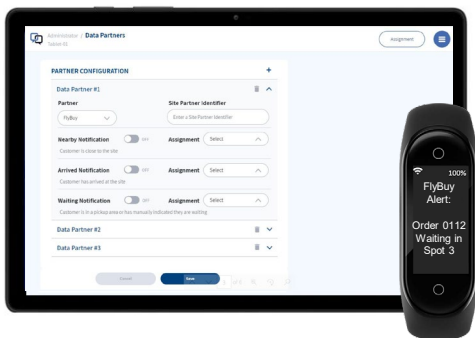 Administrator / Data Partners
Assignment
PARTNER CONFIGURATION +
Data Partner #1
Partner Site Partner Identifier
FlyBuy Enter a Site Partner Identifier
Nearby Notification OFF Assignment Select
Customer is close to the site
Arrived Notification OFF Assignment Select
Customer has arrived at the site
Waiting Notification OFF Assignment Select
Customer is in a pickup area or has manually indicated they are waiting
Data Partner #2
Data Partner #3
Cancel Save
100%
FlyBuy
Alert:
Order 0112
Waiting in
Spot 3